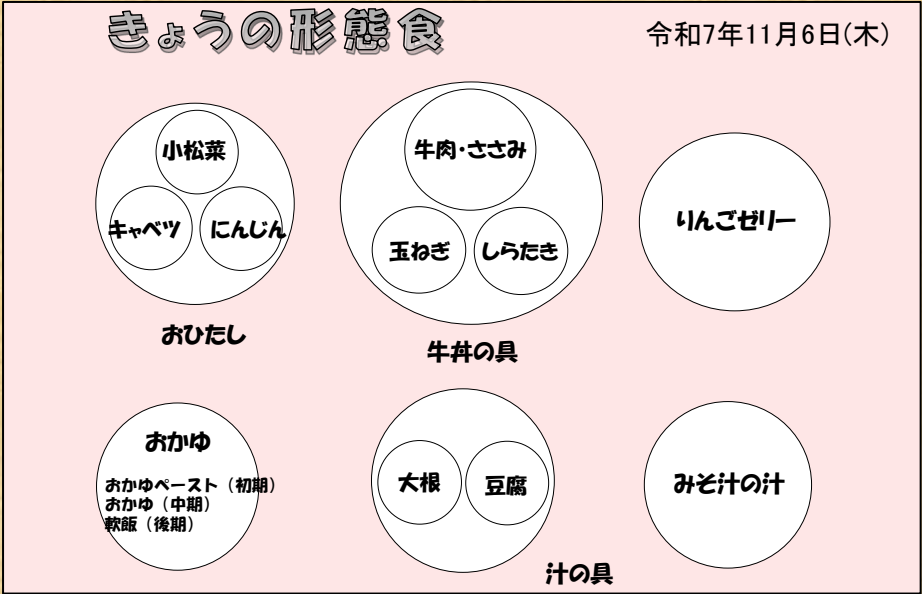 きょうの形態食
令和7年11月6日(木)
小松菜
キャベツ
にんじん
おひたし
牛肉・ささみ
玉ねぎ
しらたき
牛丼の具
りんごゼリー
おかゆ
おかゆペースト（初期）
おかゆ（中期）
軟飯（後期）
大根
豆腐
汁の具
みそ汁の汁